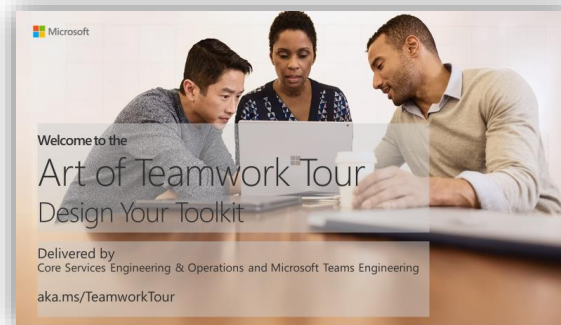 Microsoft
Welcome to the
Art of Teamwork Tour
Design Your Toolkit
Delivered by
Core Services Engineering & Operations and Microsoft Teams Engineering
aka.ms/TeamworkTour